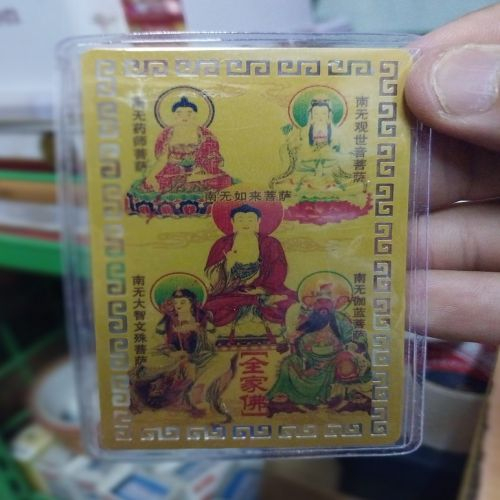 南无药师菩萨
南无观世音菩萨
南无如来菩萨
南无大智文殊菩萨
南无伽蓝菩萨
全家佛